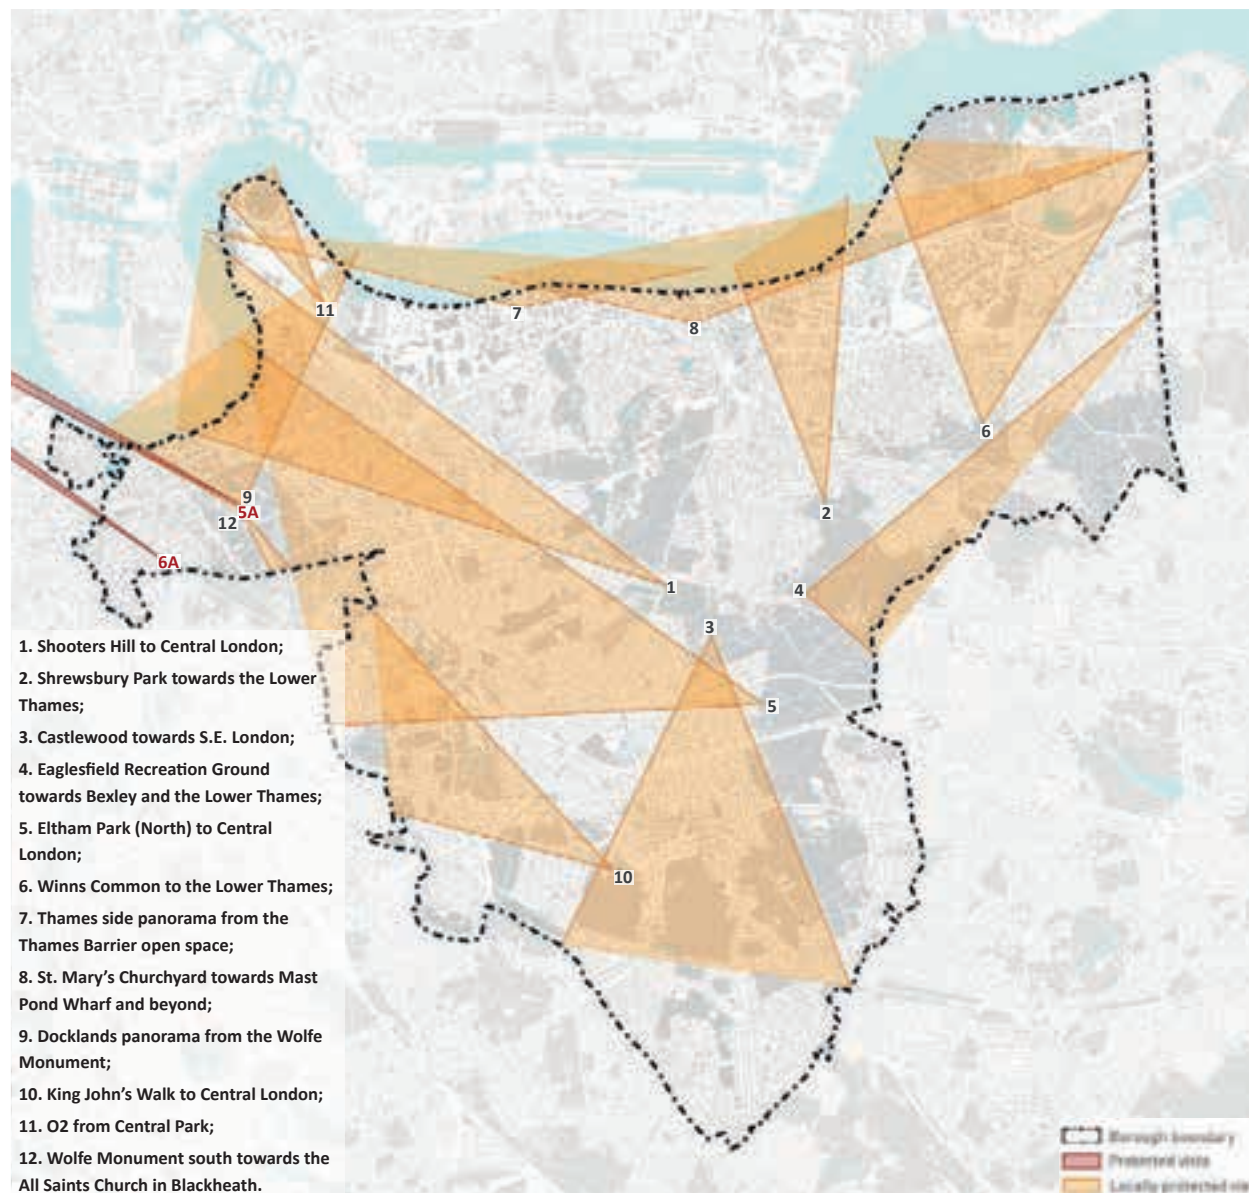 11
7
8
6
9
5A
12
2
6A
1
4
3
5
10
1. Shooters Hill to Central London;
2. Shrewsbury Park towards the Lower
Thames;
3. Castlewood towards S.E. London;
4. Eaglesfield Recreation Ground
towards Bexley and the Lower Thames;
5. Eltham Park (North) to Central
London;
6. Winns Common to the Lower Thames;
7. Thames side panorama from the
Thames Barrier open space;
8. St. Mary’s Churchyard towards Mast
Pond Wharf and beyond;
9. Docklands panorama from the Wolfe
Monument;
10. King John’s Walk to Central London;
11. O2 from Central Park;
12. Wolfe Monument south towards the
All Saints Church in Blackheath.
Borough boundary
Protected vista
Locally protected vie